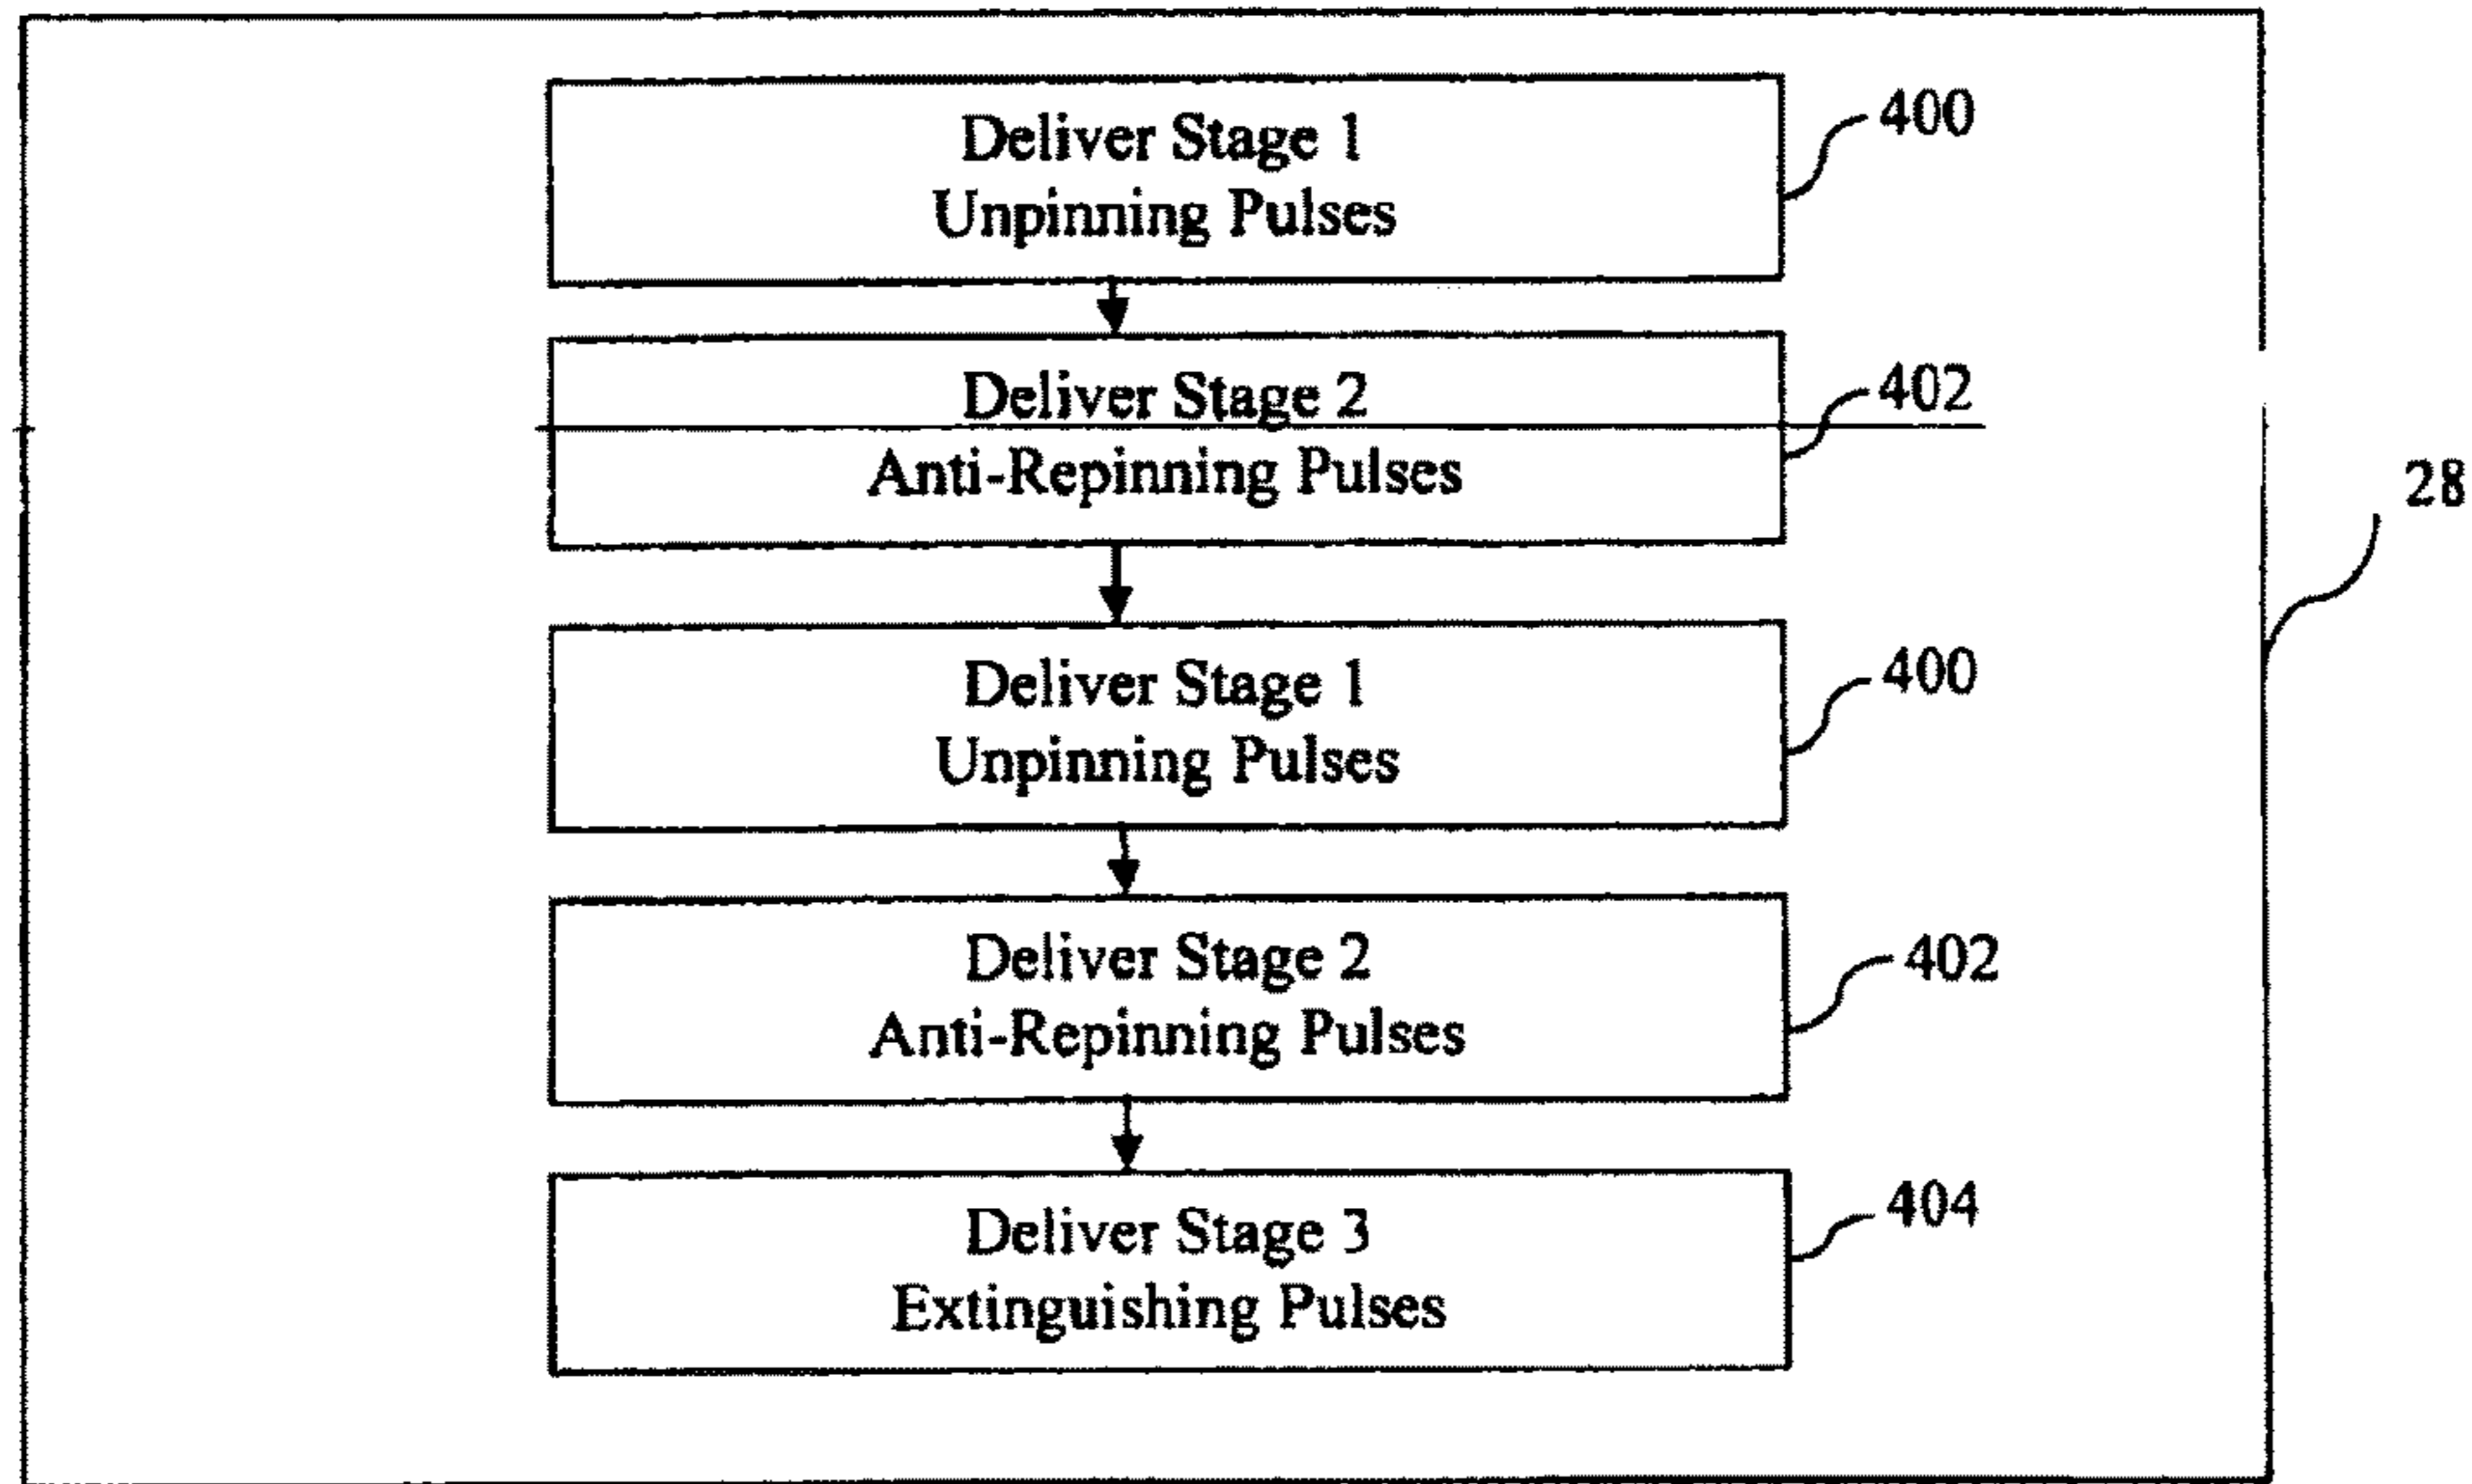 Deliver Stage 1
Unpinning Pulses
400
Deliver Stage 2
Anti-Repinning Pulses
402
28
Deliver Stage 1
Unpinning Pulses
400
Deliver Stage 2
Anti-Repinning Pulses
402
Deliver Stage 3
Extinguishing Pulses
404